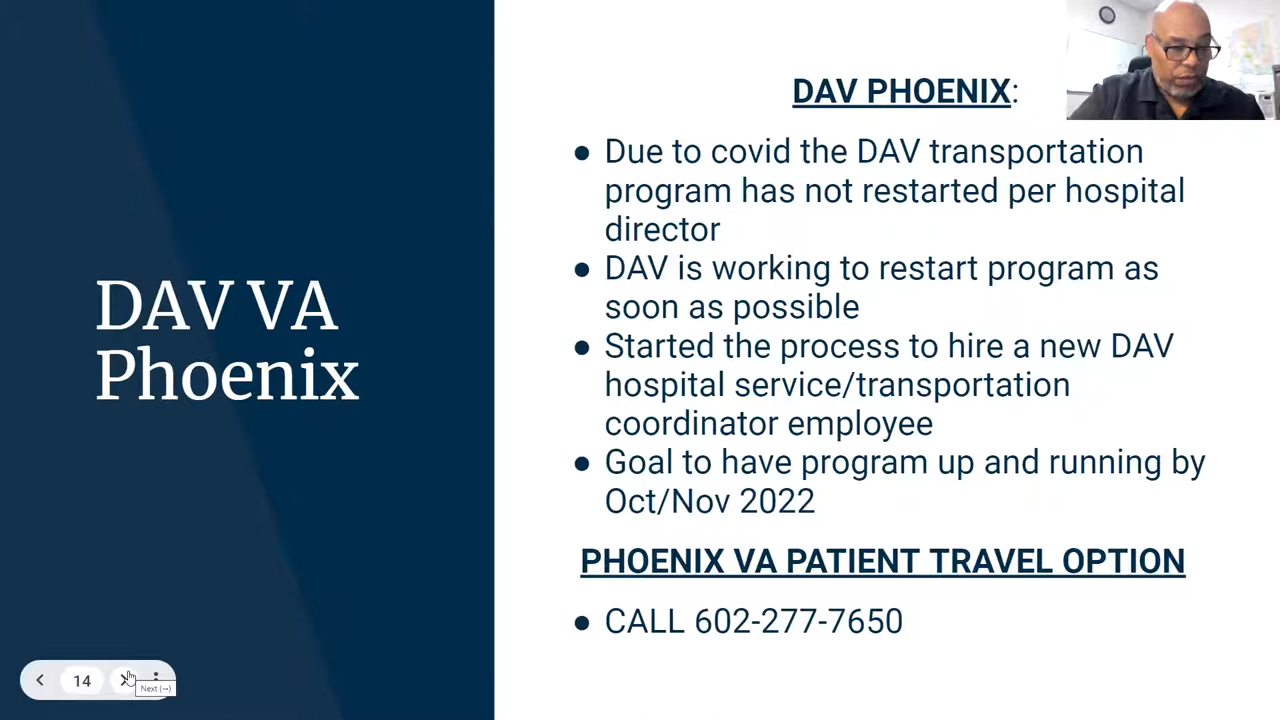 DAV VA
Phoenix
DAV PHOENIX:
● Due to covid the DAV transportation
program has not restarted per hospital
director
● DAV is working to restart program as
soon as possible
● Started the process to hire a new DAV
hospital service/transportation
coordinator employee
● Goal to have program up and running by
Oct/Nov 2022
PHOENIX VA PATIENT TRAVEL OPTION
● CALL 602-277-7650
14
Next (→)